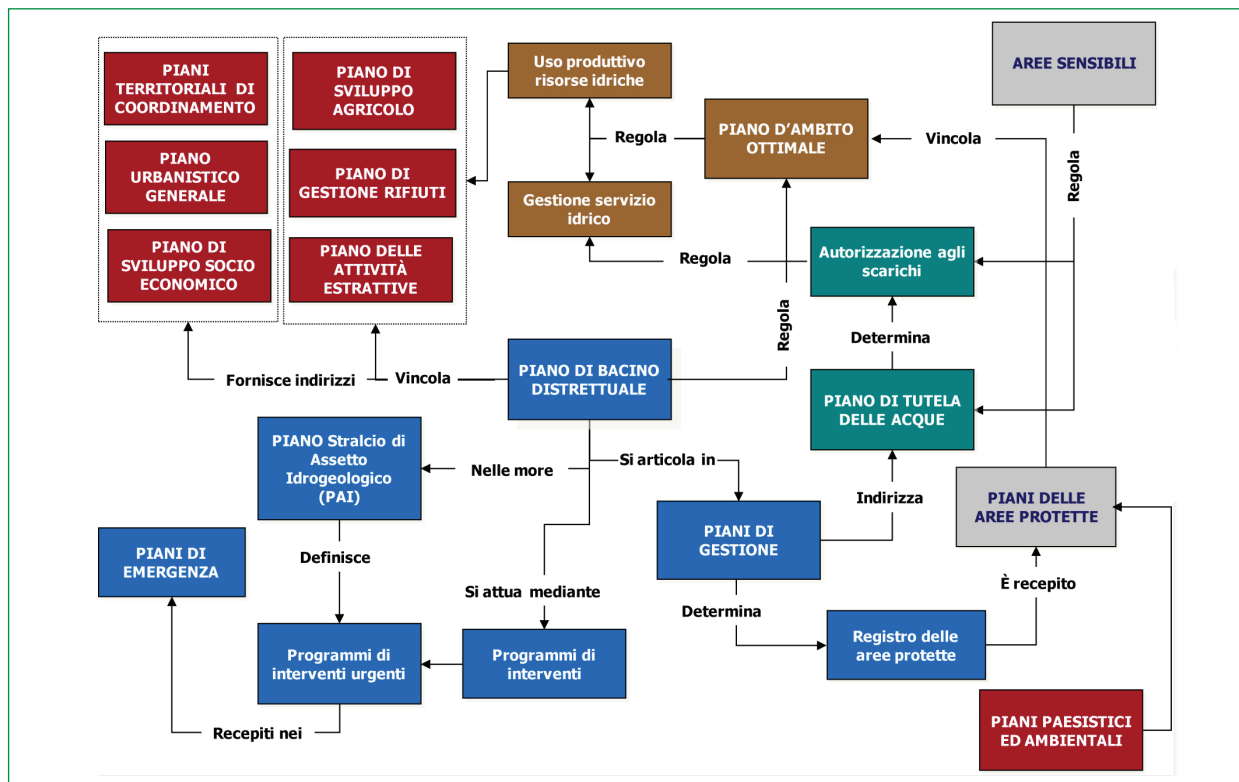 PIANI
TERRITORIALI DI
COORDINAMENTO
PIANO
URBANISTICO
GENERALE
PIANO DI
SVILUPPO SOCIO
ECONOMICO
PIANO DI
SVILUPPO
AGRICOLO
PIANO DI
GESTIONE RIFIUTI
PIANO DELLE
ATTIVITÀ
ESTRATTIVE
Uso produttivo
risorse idriche
Regola
Gestione servizio
idrico
PIANO D’AMBITO
OTTIMALE
Vincola
AREE SENSIBILI
Regola
Regola
Autorizzazione agli
scarichi
Regola
Determina
Fornisce indirizzi
Vincola
PIANO DI BACINO
DISTRETTUALE
PIANO DI TUTELA
DELLE ACQUE
PIANO Stralcio di
Assetto
Idrogeologico
(PAI)
Nelle more
Si articola in
Indirizza
PIANI DI
GESTIONE
PIANI DELLE
AREE PROTETTE
PIANI DI
EMERGENZA
Definisce
Si attua mediante
Determina
È recepito
Programmi di
interventi urgenti
Programmi di
interventi
Registro delle
aree protette
Recepiti nei
PIANI PAESISTICI
ED AMBIENTALI